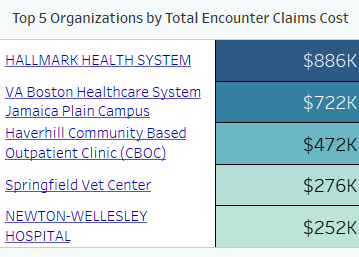 Top 5 Organizations by Total Encounter Claims Cost
HALLMARK HEALTH SYSTEM $886K
VA Boston Healthcare System
Jamaica Plain Campus $722K
Haverhill Community Based
Outpatient Clinic (CBOC) $472K
Springfield Vet Center $276K
NEWTON-WELLESLEY
HOSPITAL $252K